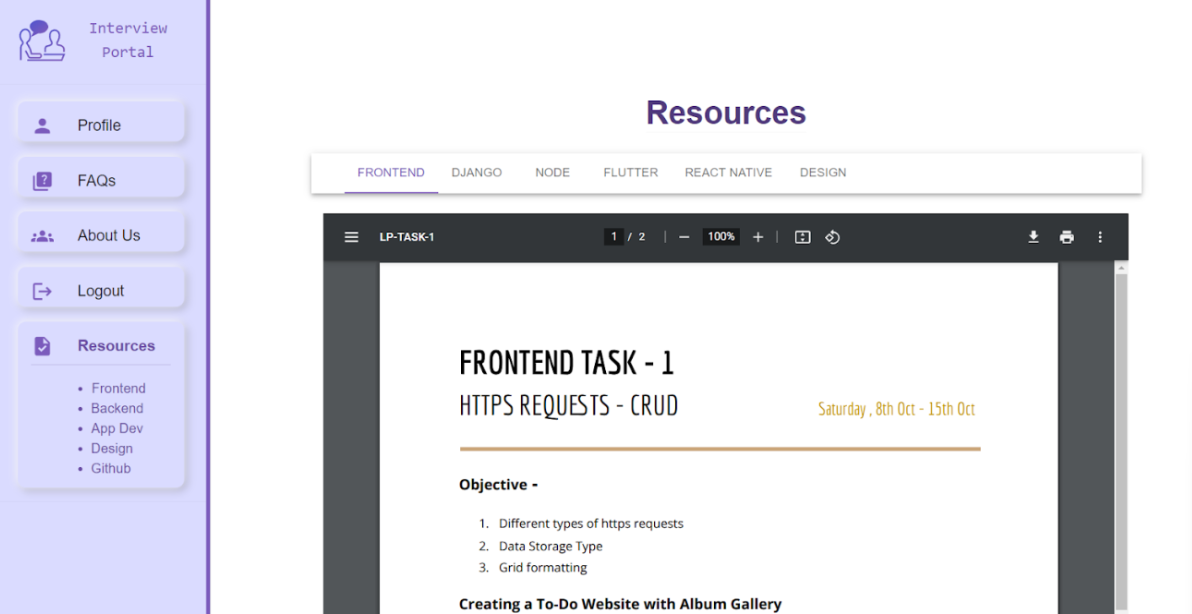 Interview
Portal
Profile
FAQs
About Us
Logout
Resources
Frontend
Backend
App Dev
Design
Github
Resources
FRONTEND DJANGO NODE FLUTTER REACT NATIVE DESIGN
LP-TASK-1 1 / 2 100%
FRONTEND TASK - 1
HTTPS REQUESTS - CRUD Saturday , 8th Oct - 15th Oct
Objective -
1. Different types of https requests
2. Data Storage Type
3. Grid formatting
Creating a To-Do Website with Album Gallery